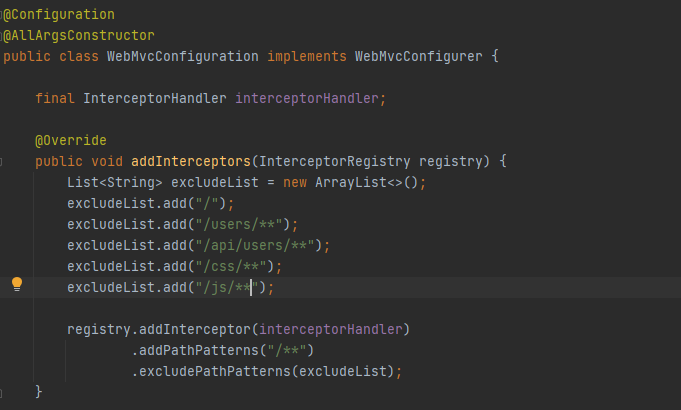 @Configuration
@AllArgsConstructor
public class WebMvcConfiguration implements WebMvcConfigurer {
final InterceptorHandler interceptorHandler;
@Override
public void addInterceptors(InterceptorRegistry registry) {
List<String> excludeList = new ArrayList<>();
excludeList.add("/");
excludeList.add("/users/**");
excludeList.add("/api/users/**");
excludeList.add("/css/**");
excludeList.add("/js/**");
registry.addInterceptor(interceptorHandler)
.addPathPatterns("/**")
.excludePathPatterns(excludeList);
}